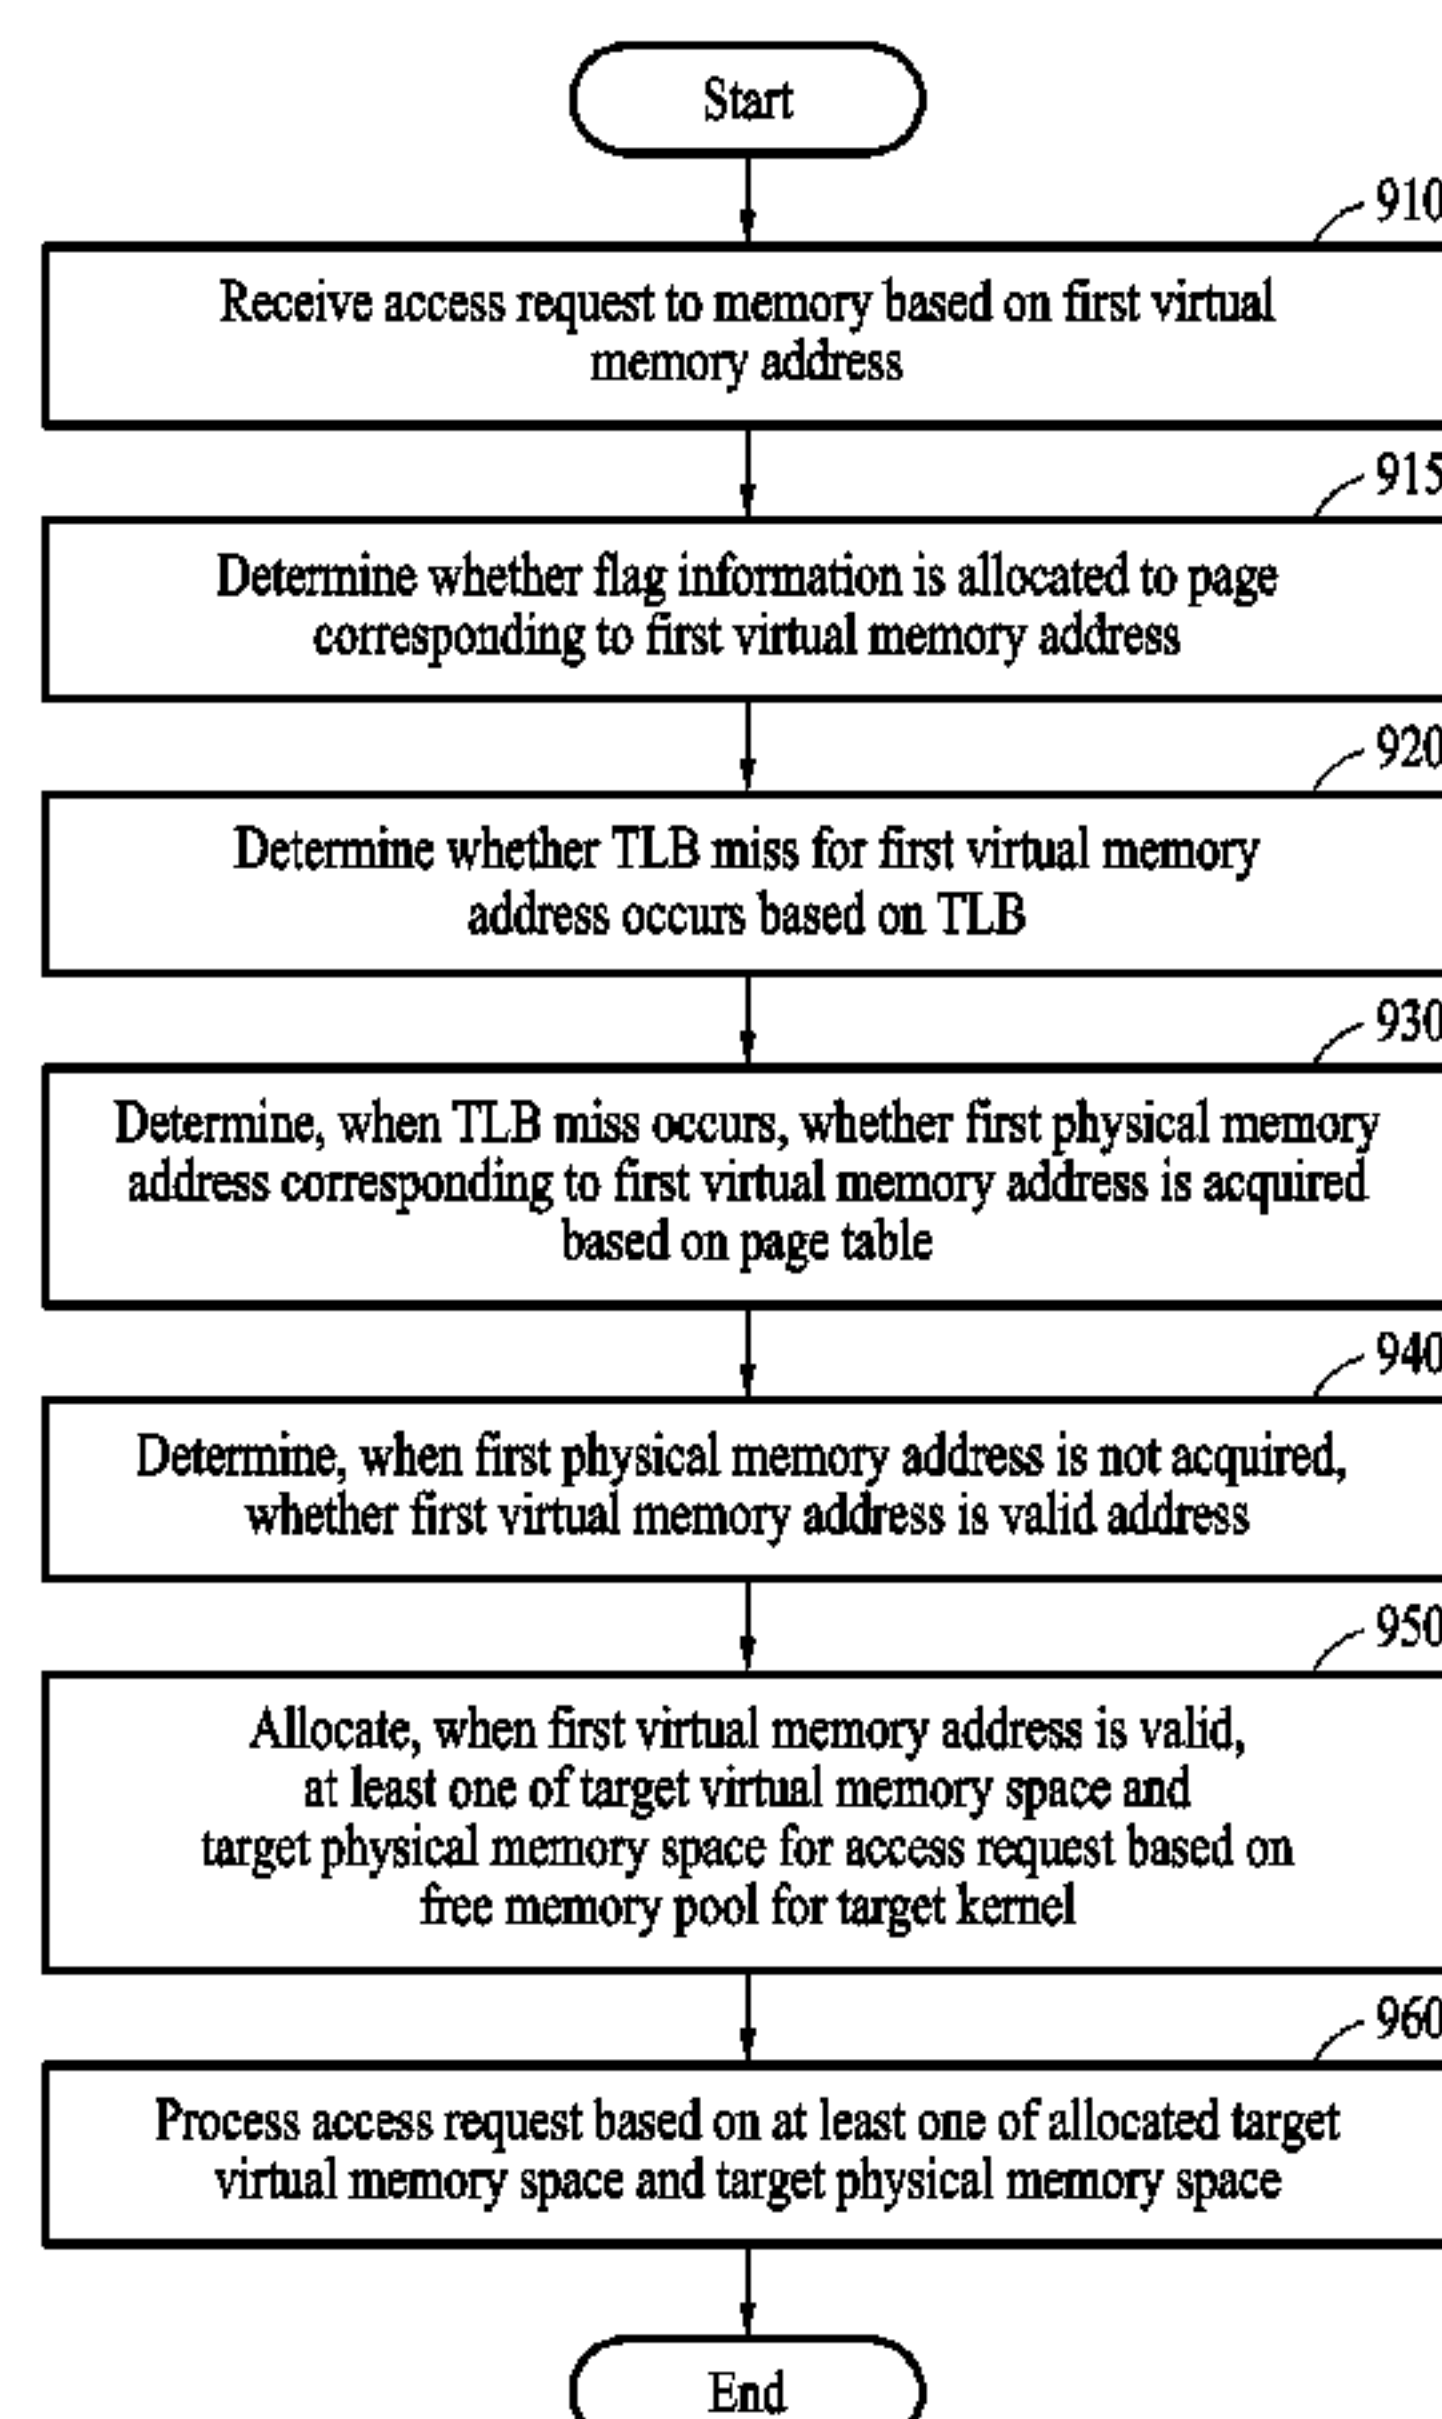 Start
910
Receive access request to memory based on first virtual
memory address
915
Determine whether flag information is allocated to page
corresponding to first virtual memory address
920
Determine whether TLB miss for first virtual memory
address occurs based on TLB
930
Determine, when TLB miss occurs, whether first physical memory
address corresponding to first virtual memory address is acquired
based on page table
940
Determine, when first physical memory address is not acquired,
whether first virtual memory address is valid address
950
Allocate, when first virtual memory address is valid,
at least one of target virtual memory space and
target physical memory space for access request based on
free memory pool for target kernel
960
Process access request based on at least one of allocated target
virtual memory space and target physical memory space
End